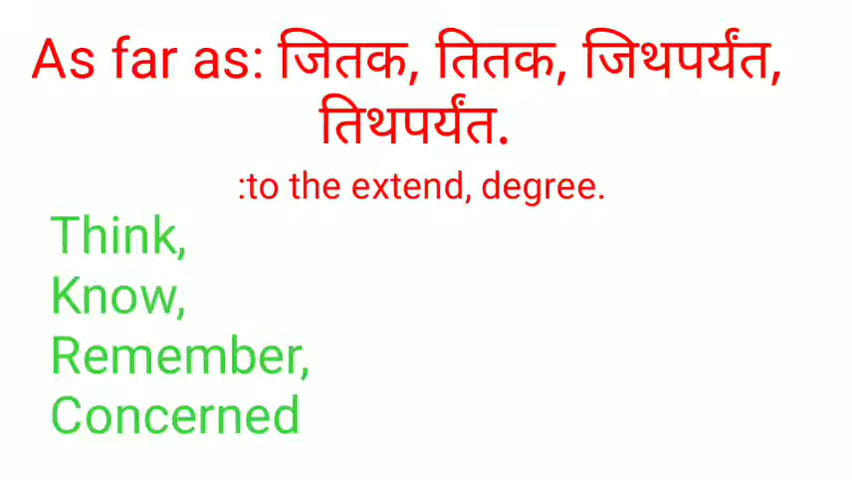 As far as: जितक, तितक, जिथपर्यंत,
तिथपर्यंत.
:to the extend, degree.
Think,
Know,
Remember,
Concerned